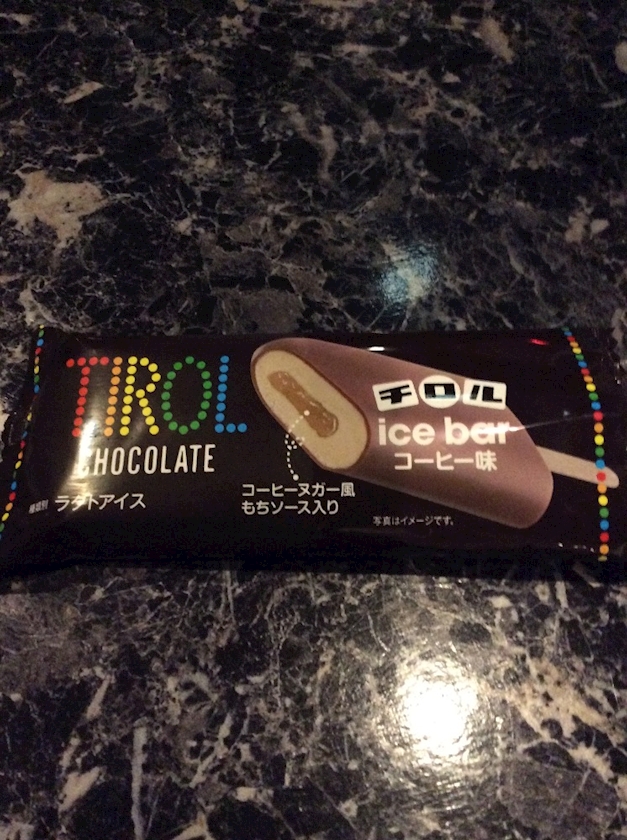 TIROL
CHOCOLATE
種類別 ラクトアイス
コーヒーヌガー風
もちソース入り
チロル
ice bar
コーヒー味
写真はイメージです。